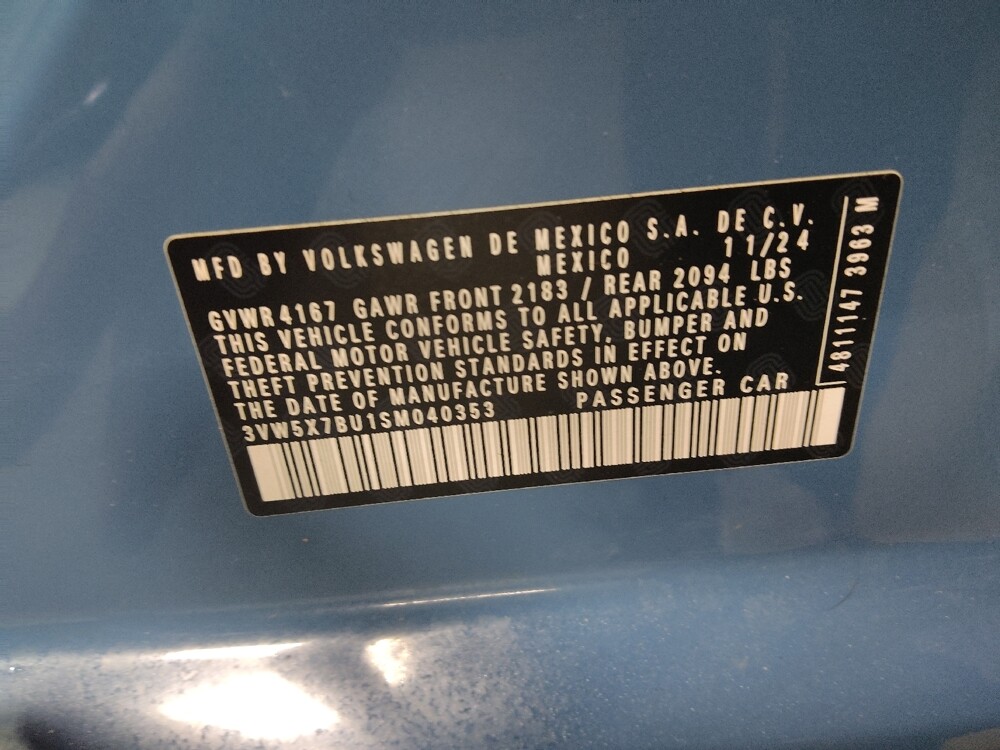 MFD BY VOLKSWAGEN DE MEXICO S.A. DE C.V.
MEXICO 11/24
GVWR 4167 GAWR FRONT 2183 / REAR 2094 LBS
THIS VEHICLE CONFORMS TO ALL APPLICABLE U.S.
FEDERAL MOTOR VEHICLE SAFETY, BUMPER AND
THEFT PREVENTION STANDARDS IN EFFECT ON
THE DATE OF MANUFACTURE SHOWN ABOVE.
3VW5X7BU1SM040353 PASSENGER CAR
4811147 3963 M